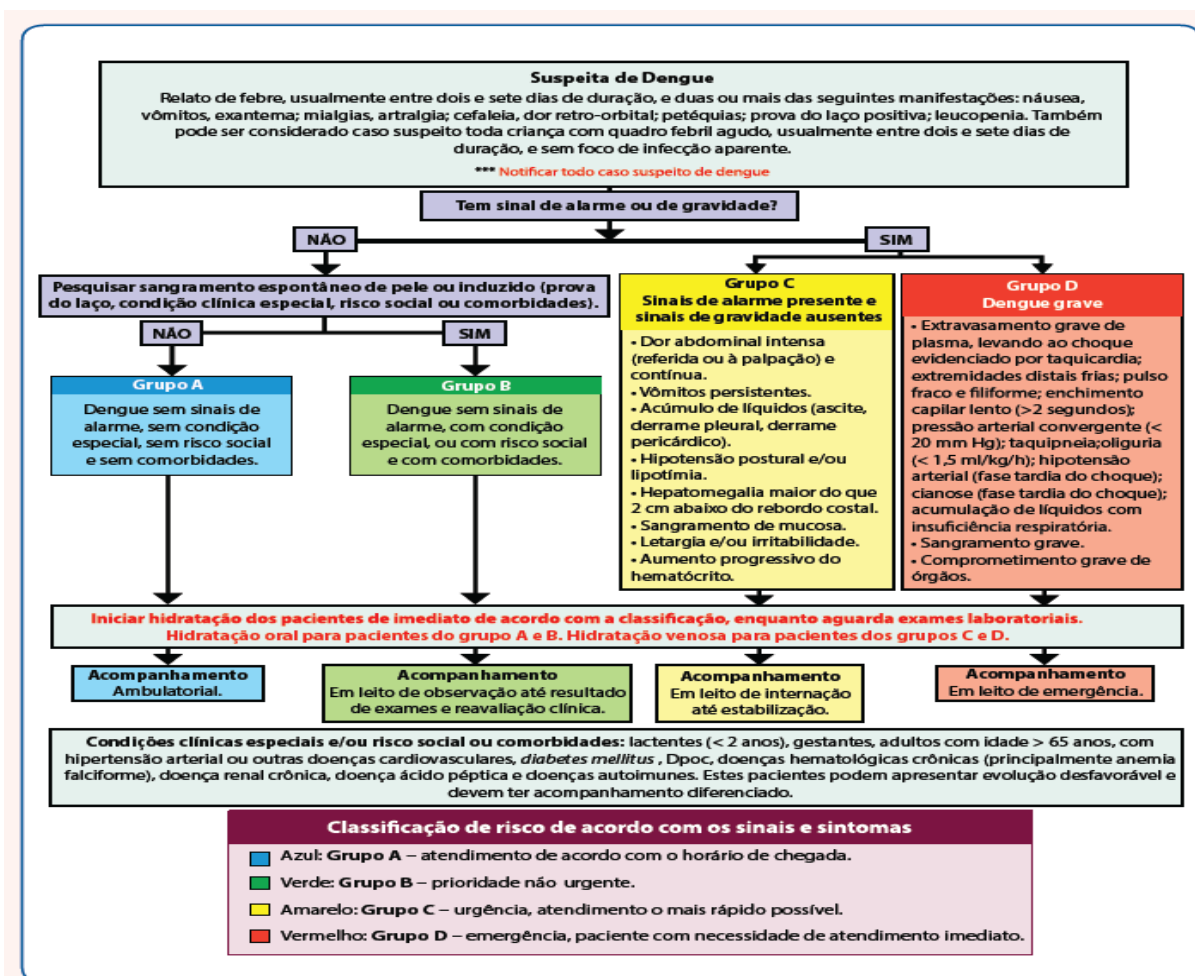 Suspeita de Dengue
Relato de febre, usualmente entre dois e sete dias de duração, e duas ou mais das seguintes manifestações: náusea,
vômitos, exantema; mialgias, artralgia; cefaleia, dor retro-orbital; petéquias; prova do laço positiva; leucopenia. Também
pode ser considerado caso suspeito toda criança com quadro febril agudo, usualmente entre dois e sete dias de
duração, e sem foco de infecção aparente.
*** Notificar todo caso suspeito de dengue
Tem sinal de alarme ou de gravidade?
NÃO
SIM
Pesquisar sangramento espontâneo de pele ou induzido (prova
do laço, condição clínica especial, risco social ou comorbidades).
NÃO
SIM
Grupo A
Dengue sem sinais de
alarme, sem condição
especial, sem risco social
e sem comorbidades.
Grupo B
Dengue sem sinais de
alarme, com condição
especial, ou com risco social
e com comorbidades.
Grupo C
Sinais de alarme presente e
sinais de gravidade ausentes
• Dor abdominal intensa
(referida ou à palpação) e
contínua.
• Vômitos persistentes.
• Acúmulo de líquidos (ascite,
derrame pleural, derrame
pericárdico).
• Hipotensão postural e/ou
lipotímia.
• Hepatomegalia maior do que
2 cm abaixo do rebordo costal.
• Sangramento de mucosa.
• Letargia e/ou irritabilidade.
• Aumento progressivo do
hematócrito.
Grupo D
Dengue grave
• Extravasamento grave de
plasma, levando ao choque
evidenciado por taquicardia;
extremidades distais frias; pulso
fraco e filiforme; enchimento
capilar lento (>2 segundos);
pressão arterial convergente (<
20 mm Hg); taquipneia;oliguria
(< 1,5 ml/kg/h); hipotensão
arterial (fase tardia do choque);
cianose (fase tardia do choque);
acumulação de líquidos com
insuficiência respiratória.
• Sangramento grave.
• Comprometimento grave de
órgãos.
Iniciar hidratação dos pacientes de imediato de acordo com a classificação, enquanto aguarda exames laboratoriais.
Hidratação oral para pacientes do grupo A e B. Hidratação venosa para pacientes dos grupos C e D.
Acompanhamento
Ambulatorial.
Acompanhamento
Em leito de observação até resultado
de exames e reavaliação clínica.
Acompanhamento
Em leito de internação
até estabilização.
Acompanhamento
Em leito de emergência.
Condições clínicas especiais e/ou risco social ou comorbidades: lactentes (< 2 anos), gestantes, adultos com idade > 65 anos, com
hipertensão arterial ou outras doenças cardiovasculares, diabetes mellitus , Dpoc, doenças hematológicas crônicas (principalmente anemia
falciforme), doença renal crônica, doença ácido péptica e doenças autoimunes. Estes pacientes podem apresentar evolução desfavorável e
devem ter acompanhamento diferenciado.
Classificação de risco de acordo com os sinais e sintomas
Azul: Grupo A – atendimento de acordo com o horário de chegada.
Verde: Grupo B – prioridade não urgente.
Amarelo: Grupo C – urgência, atendimento o mais rápido possível.
Vermelho: Grupo D – emergência, paciente com necessidade de atendimento imediato.